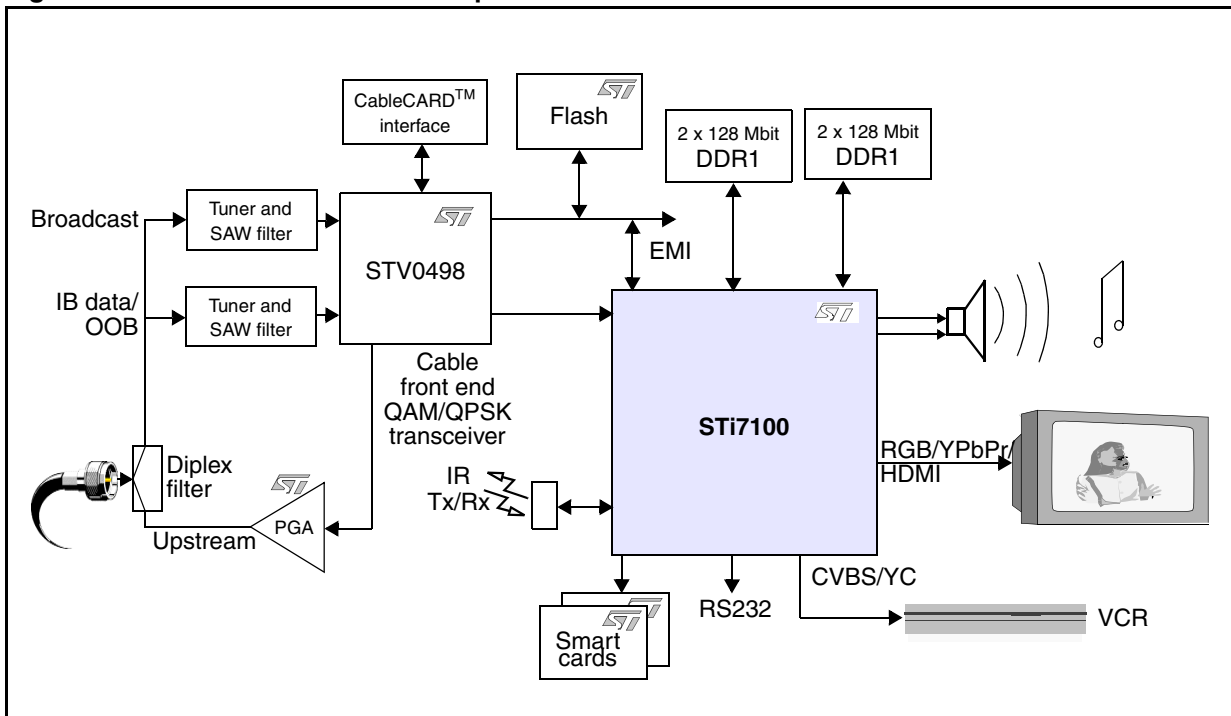 CableCARD™
interface
Flash
2 x 128 Mbit
DDR1
2 x 128 Mbit
DDR1
Broadcast
Tuner and
SAW filter
STV0498
EMI
IB data/
OOB
Tuner and
SAW filter
Cable
front end
QAM/QPSK
transceiver
STi7100
RGB/YPbPr/
HDMI
Diplex
filter
IR
Tx/Rx
PGA
Upstream
CVBS/YC
RS232
VCR
Smart
cards